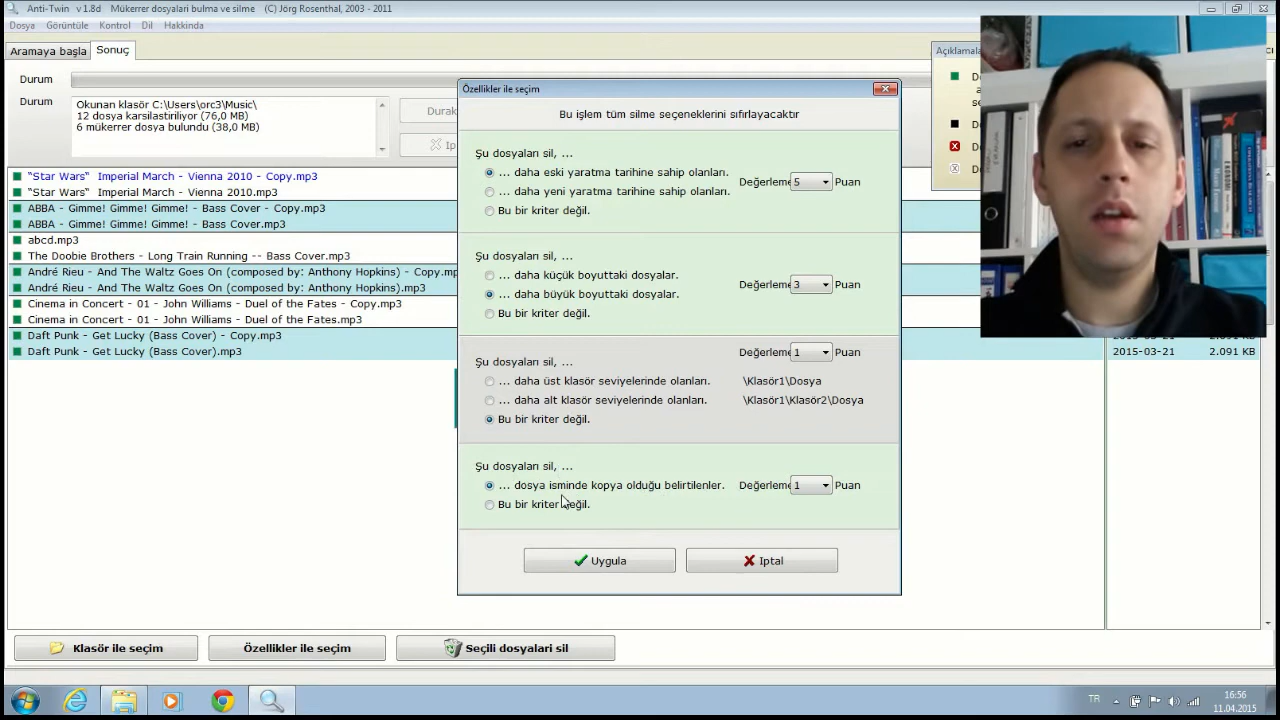 Anti-Twin v 1.8d Mükerrer dosyalari bulma ve silme (C) Jörg Rosenthal, 2003 - 2011
Dosya Görüntüle Kontrol Dil Hakkinda
Aramaya başla Sonuç
Durum
Durum
Okunan klasör C:\Users\orc3\Music\
12 dosya karsilastiriliyor (76,0 MB)
6 mükerrer dosya bulundu (38,0 MB)
Durak
Ip
Açıklamala
"Star Wars" Imperial March - Vienna 2010 - Copy.mp3
"Star Wars" Imperial March - Vienna 2010.mp3
ABBA - Gimme! Gimme! Gimme! - Bass Cover - Copy.mp3
ABBA - Gimme! Gimme! Gimme! - Bass Cover.mp3
abcd.mp3
The Doobie Brothers - Long Train Running -- Bass Cover.mp3
André Rieu - And The Waltz Goes On (composed by: Anthony Hopkins) - Copy.mp
André Rieu - And The Waltz Goes On (composed by: Anthony Hopkins).mp3
Cinema in Concert - 01 - John Williams - Duel of the Fates - Copy.mp3
Cinema in Concert - 01 - John Williams - Duel of the Fates.mp3
Daft Punk - Get Lucky (Bass Cover) - Copy.mp3
Daft Punk - Get Lucky (Bass Cover).mp3
2015-03-21 2.091 KB
Özellikler ile seçim
Bu işlem tüm silme seçeneklerini sıfırlayacaktır
Şu dosyaları sil, ...
... daha eski yaratma tarihine sahip olanları. Değerleme 5 Puan
... daha yeni yaratma tarihine sahip olanları.
Bu bir kriter değil.
Şu dosyaları sil, ...
... daha küçük boyuttaki dosyalar. Değerleme 3 Puan
... daha büyük boyuttaki dosyalar.
Bu bir kriter değil.
Değerleme 1 Puan
Şu dosyaları sil, ...
... daha üst klasör seviyelerinde olanları. \Klasör1\Dosya
... daha alt klasör seviyelerinde olanları. \Klasör1\Klasör2\Dosya
Bu bir kriter değil.
Şu dosyaları sil, ...
... dosya isminde kopya olduğu belirtilenler. Değerleme 1 Puan
Bu bir kriter değil.
Uygula Iptal
Klasör ile seçim Özellikler ile seçim Seçili dosyalari sil
TR 16:56
11.04.2015